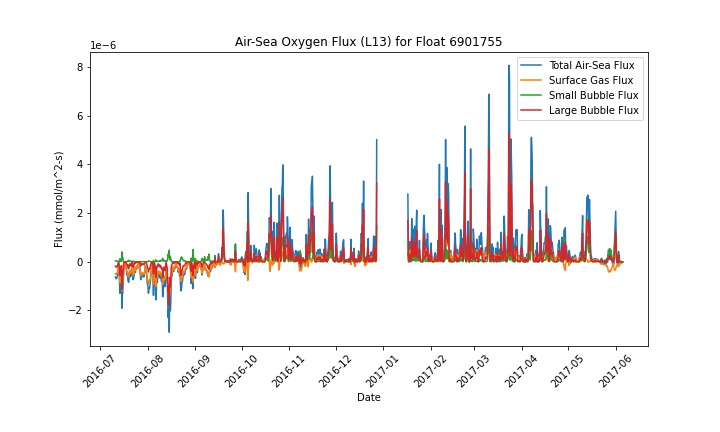 Air-Sea Oxygen Flux (L13) for Float 6901755
1e−6
Total Air-Sea Flux
Surface Gas Flux
Small Bubble Flux
Large Bubble Flux
8
6
4
2
0
−2
Flux (mmol/m^2-s)
2016-07
2016-08
2016-09
2016-10
2016-11
2016-12
2017-01
2017-02
2017-03
2017-04
2017-05
2017-06
Date